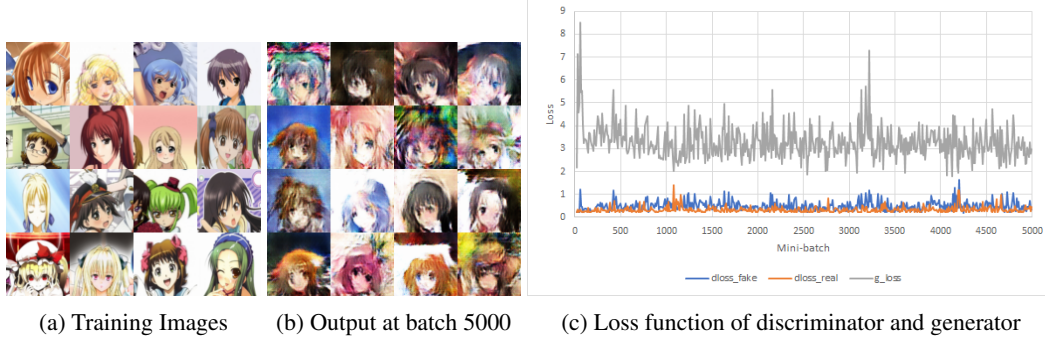 9
8
7
6
5
4
3
2
1
0
Loss
0 500 1000 1500 2000 2500 3000 3500 4000 4500 5000
Mini-batch
dloss_fake dloss_real g_loss
(a) Training Images (b) Output at batch 5000 (c) Loss function of discriminator and generator